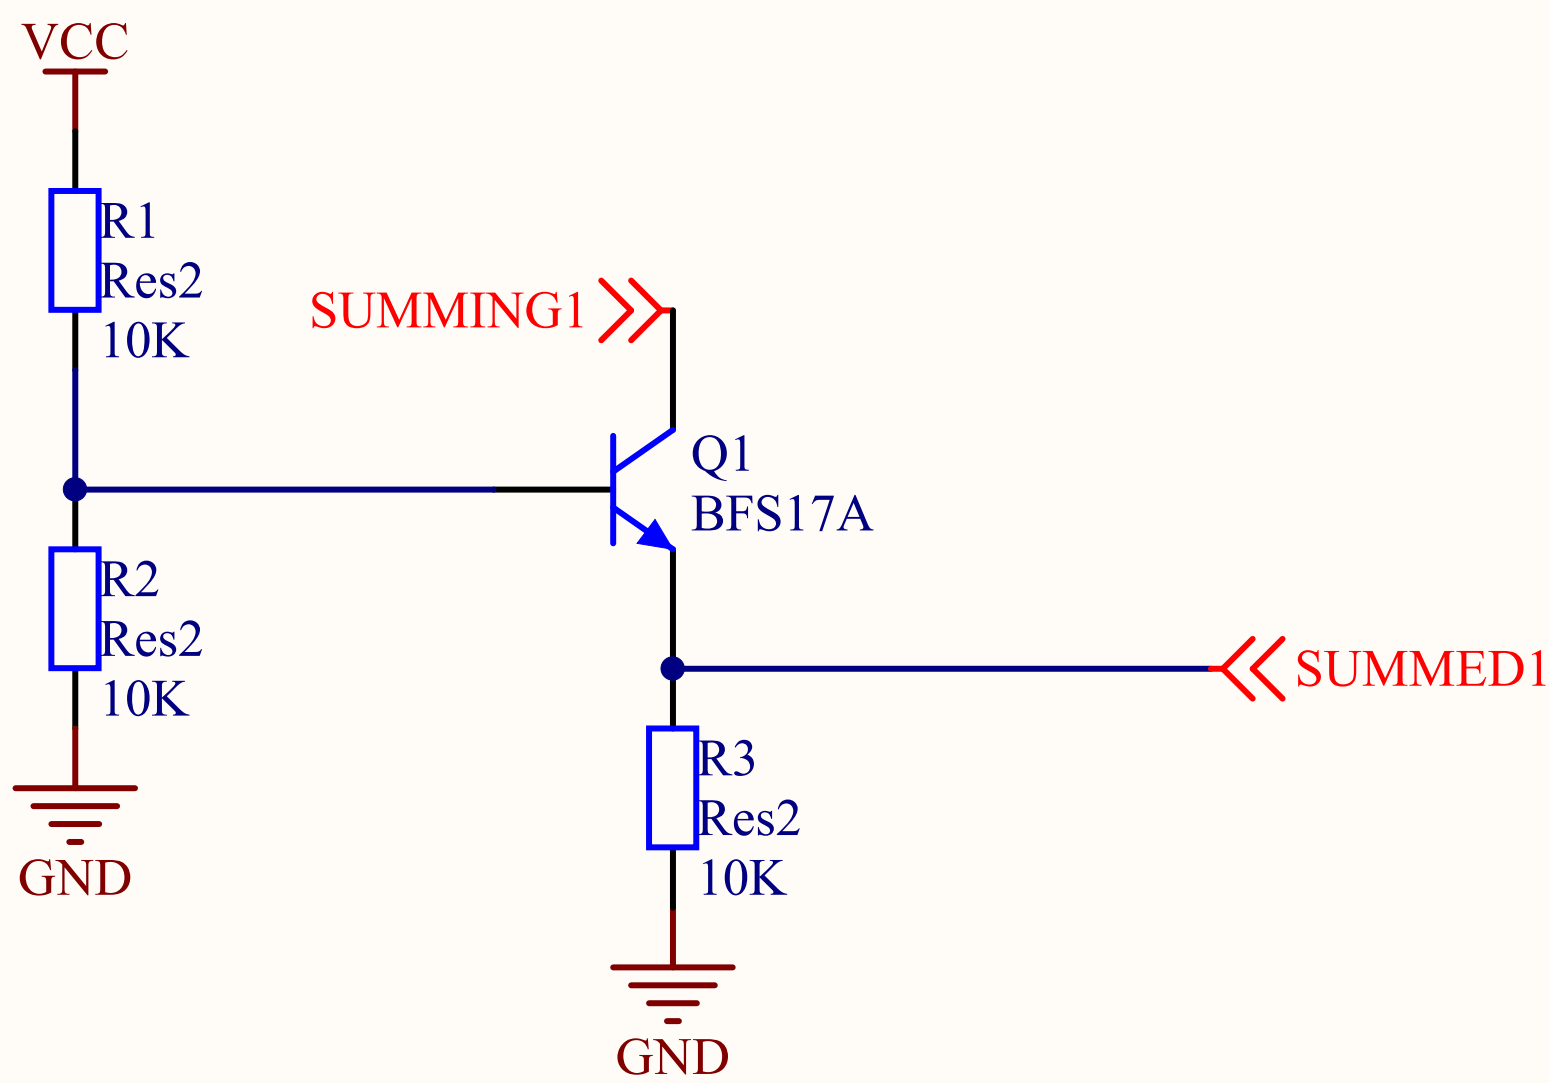 VCC
R1
Res2
10K
SUMMING1
Q1
BFS17A
R2
Res2
10K
SUMMED1
R3
Res2
10K
GND
GND